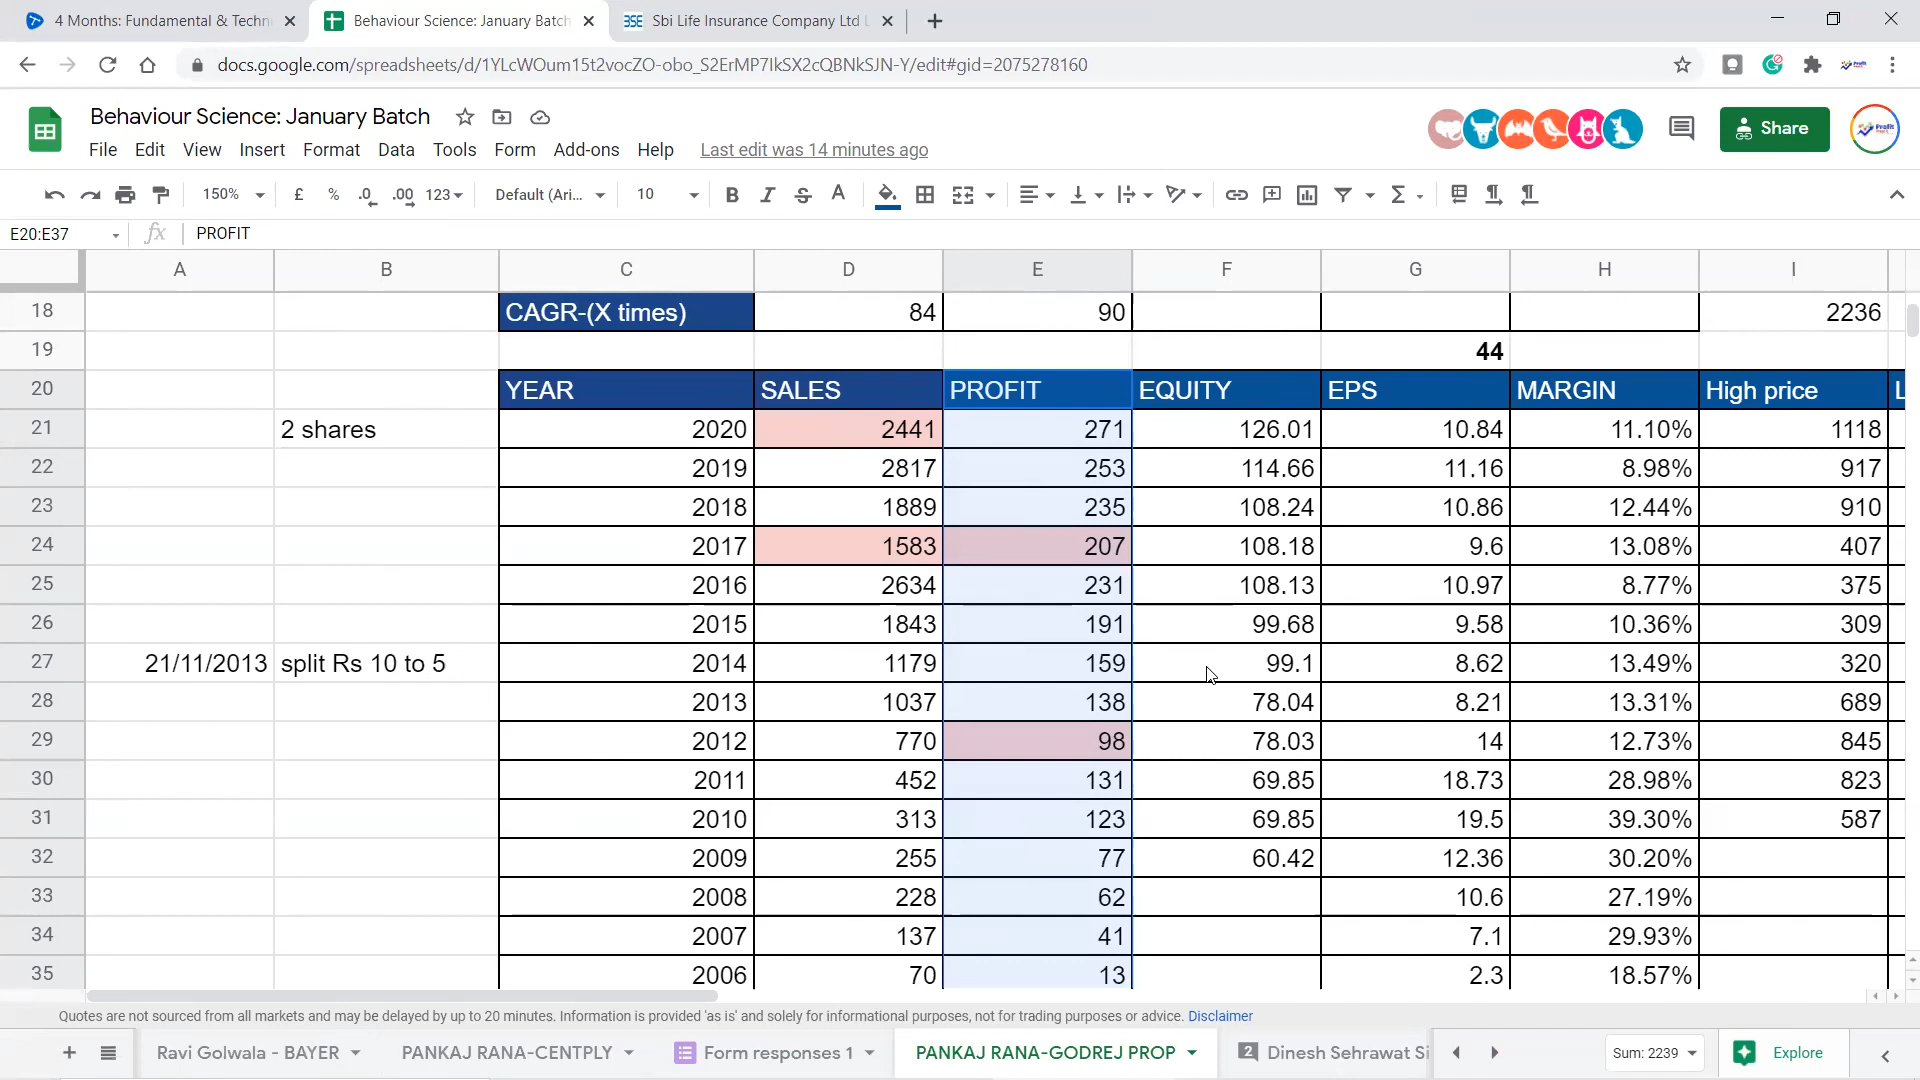 4 Months: Fundamental & Techn
Behaviour Science: January Batch
Sbi Life Insurance Company Ltd L
docs.google.com/spreadsheets/d/1YLcWOum15t2vocZO-obo_S2ErMP7IkSX2cQBNkSJN-Y/edit#gid=2075278160
Behaviour Science: January Batch
Share
File Edit View Insert Format Data Tools Form Add-ons Help Last edit was 14 minutes ago
150% £ % .0 .00 123 Default (Ari... 10 B I S A
E20:E37 fx PROFIT
A B C D E F G H I
18 CAGR-(X times) 84 90 2236
19 44
20 YEAR SALES PROFIT EQUITY EPS MARGIN High price L
21 2 shares 2020 2441 271 126.01 10.84 11.10% 1118
22 2019 2817 253 114.66 11.16 8.98% 917
23 2018 1889 235 108.24 10.86 12.44% 910
24 2017 1583 207 108.18 9.6 13.08% 407
25 2016 2634 231 108.13 10.97 8.77% 375
26 2015 1843 191 99.68 9.58 10.36% 309
27 21/11/2013 split Rs 10 to 5 2014 1179 159 99.1 8.62 13.49% 320
28 2013 1037 138 78.04 8.21 13.31% 689
29 2012 770 98 78.03 14 12.73% 845
30 2011 452 131 69.85 18.73 28.98% 823
31 2010 313 123 69.85 19.5 39.30% 587
32 2009 255 77 60.42 12.36 30.20%
33 2008 228 62 10.6 27.19%
34 2007 137 41 7.1 29.93%
35 2006 70 13 2.3 18.57%
Quotes are not sourced from all markets and may be delayed by up to 20 minutes. Information is provided 'as is' and solely for informational purposes, not for trading purposes or advice. Disclaimer
Ravi Golwala - BAYER PANKAJ RANA-CENTPLY Form responses 1 PANKAJ RANA-GODREJ PROP 2 Dinesh Sehrawat Si Sum: 2239 Explore